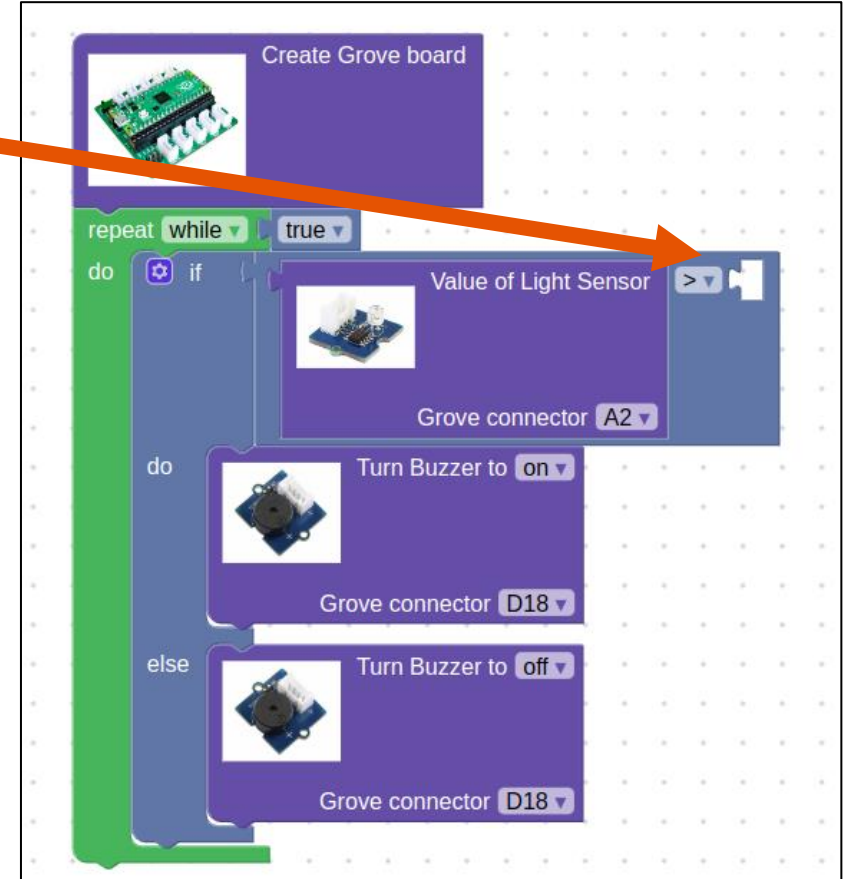 Create Grove board
repeat while true
do if Value of Light Sensor >
Grove connector A2
do Turn Buzzer to on
Grove connector D18
else Turn Buzzer to off
Grove connector D18